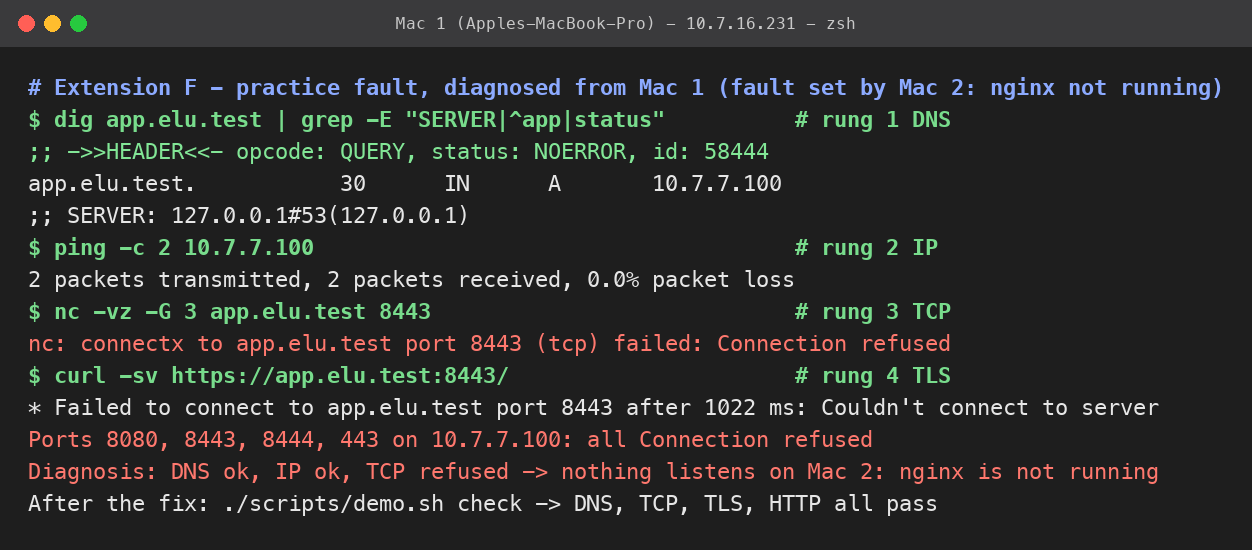 Mac 1 (Apples-MacBook-Pro) — 10.7.16.231 — zsh
# Extension F — practice fault, diagnosed from Mac 1 (fault set by Mac 2: nginx not running)
$ dig app.elu.test | grep -E "SERVER|^app|status"          # rung 1 DNS
;; ->>HEADER<<- opcode: QUERY, status: NOERROR, id: 58444
app.elu.test.           30      IN      A       10.7.7.100
;; SERVER: 127.0.0.1#53(127.0.0.1)
$ ping -c 2 10.7.7.100                                     # rung 2 IP
2 packets transmitted, 2 packets received, 0.0% packet loss
$ nc -vz -G 3 app.elu.test 8443                            # rung 3 TCP
nc: connectx to app.elu.test port 8443 (tcp) failed: Connection refused
$ curl -sv https://app.elu.test:8443/                      # rung 4 TLS
* Failed to connect to app.elu.test port 8443 after 1022 ms: Couldn't connect to server
Ports 8080, 8443, 8444, 443 on 10.7.7.100: all Connection refused
Diagnosis: DNS ok, IP ok, TCP refused -> nothing listens on Mac 2: nginx is not running
After the fix: ./scripts/demo.sh check -> DNS, TCP, TLS, HTTP all pass